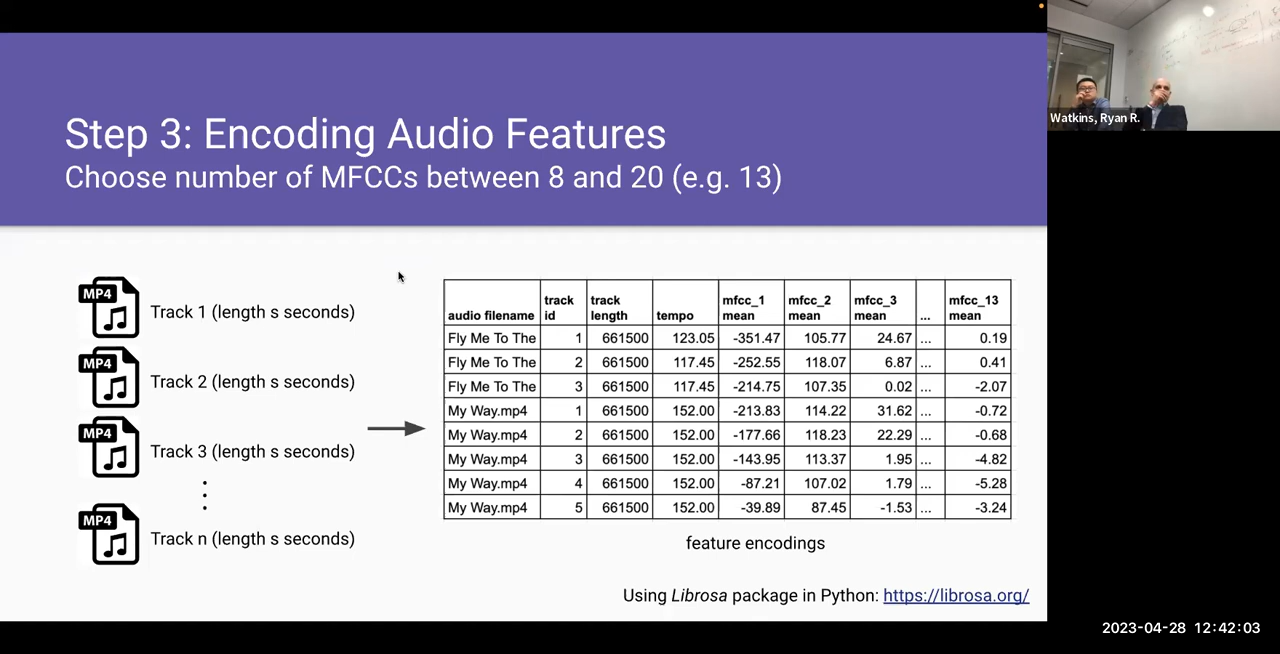 Step 3: Encoding Audio Features
Choose number of MFCCs between 8 and 20 (e.g. 13)
Watkins, Ryan R.
MP4
Track 1 (length s seconds)
MP4
Track 2 (length s seconds)
MP4
Track 3 (length s seconds)
MP4
Track n (length s seconds)
audio filename track id track length tempo mfcc_1 mean mfcc_2 mean mfcc_3 mean ... mfcc_13 mean
Fly Me To The 1 661500 123.05 -351.47 105.77 24.67 ... 0.19
Fly Me To The 2 661500 117.45 -252.55 118.07 6.87 ... 0.41
Fly Me To The 3 661500 117.45 -214.75 107.35 0.02 ... -2.07
My Way.mp4 1 661500 152.00 -213.83 114.22 31.62 ... -0.72
My Way.mp4 2 661500 152.00 -177.66 118.23 22.29 ... -0.68
My Way.mp4 3 661500 152.00 -143.95 113.37 1.95 ... -4.82
My Way.mp4 4 661500 152.00 -87.21 107.02 1.79 ... -5.28
My Way.mp4 5 661500 152.00 -39.89 87.45 -1.53 ... -3.24
feature encodings
Using Librosa package in Python: https://librosa.org/
2023-04-28 12:42:03